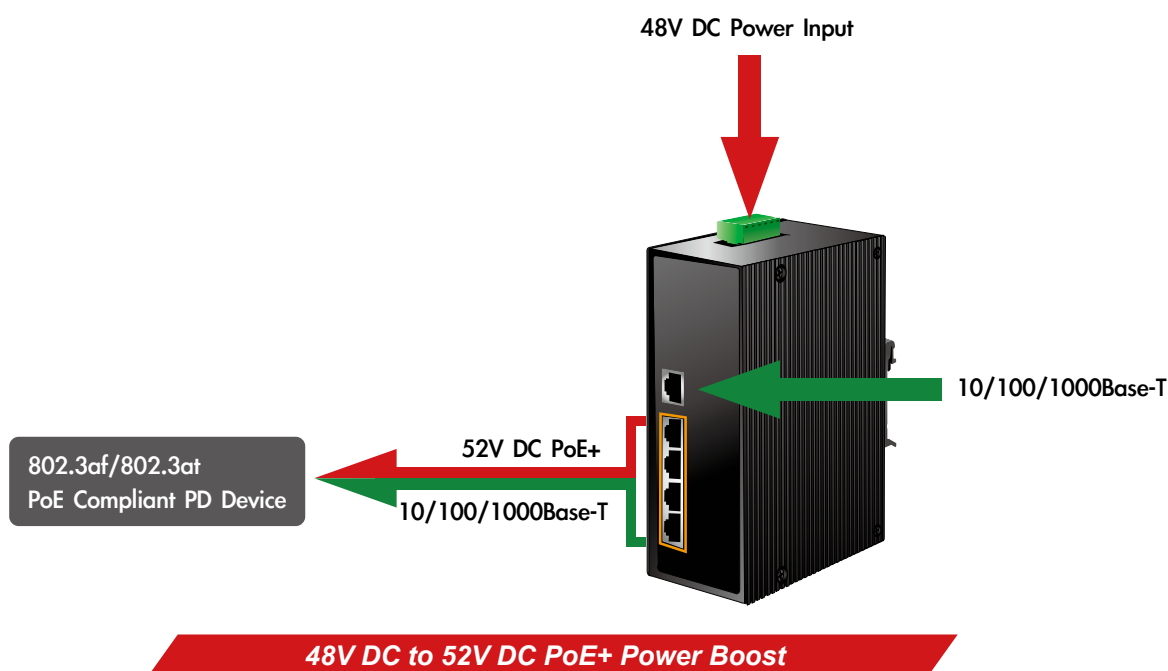 48V DC Power Input
10/100/1000Base-T
52V DC PoE+
802.3af/802.3at
PoE Compliant PD Device
10/100/1000Base-T
48V DC to 52V DC PoE+ Power Boost